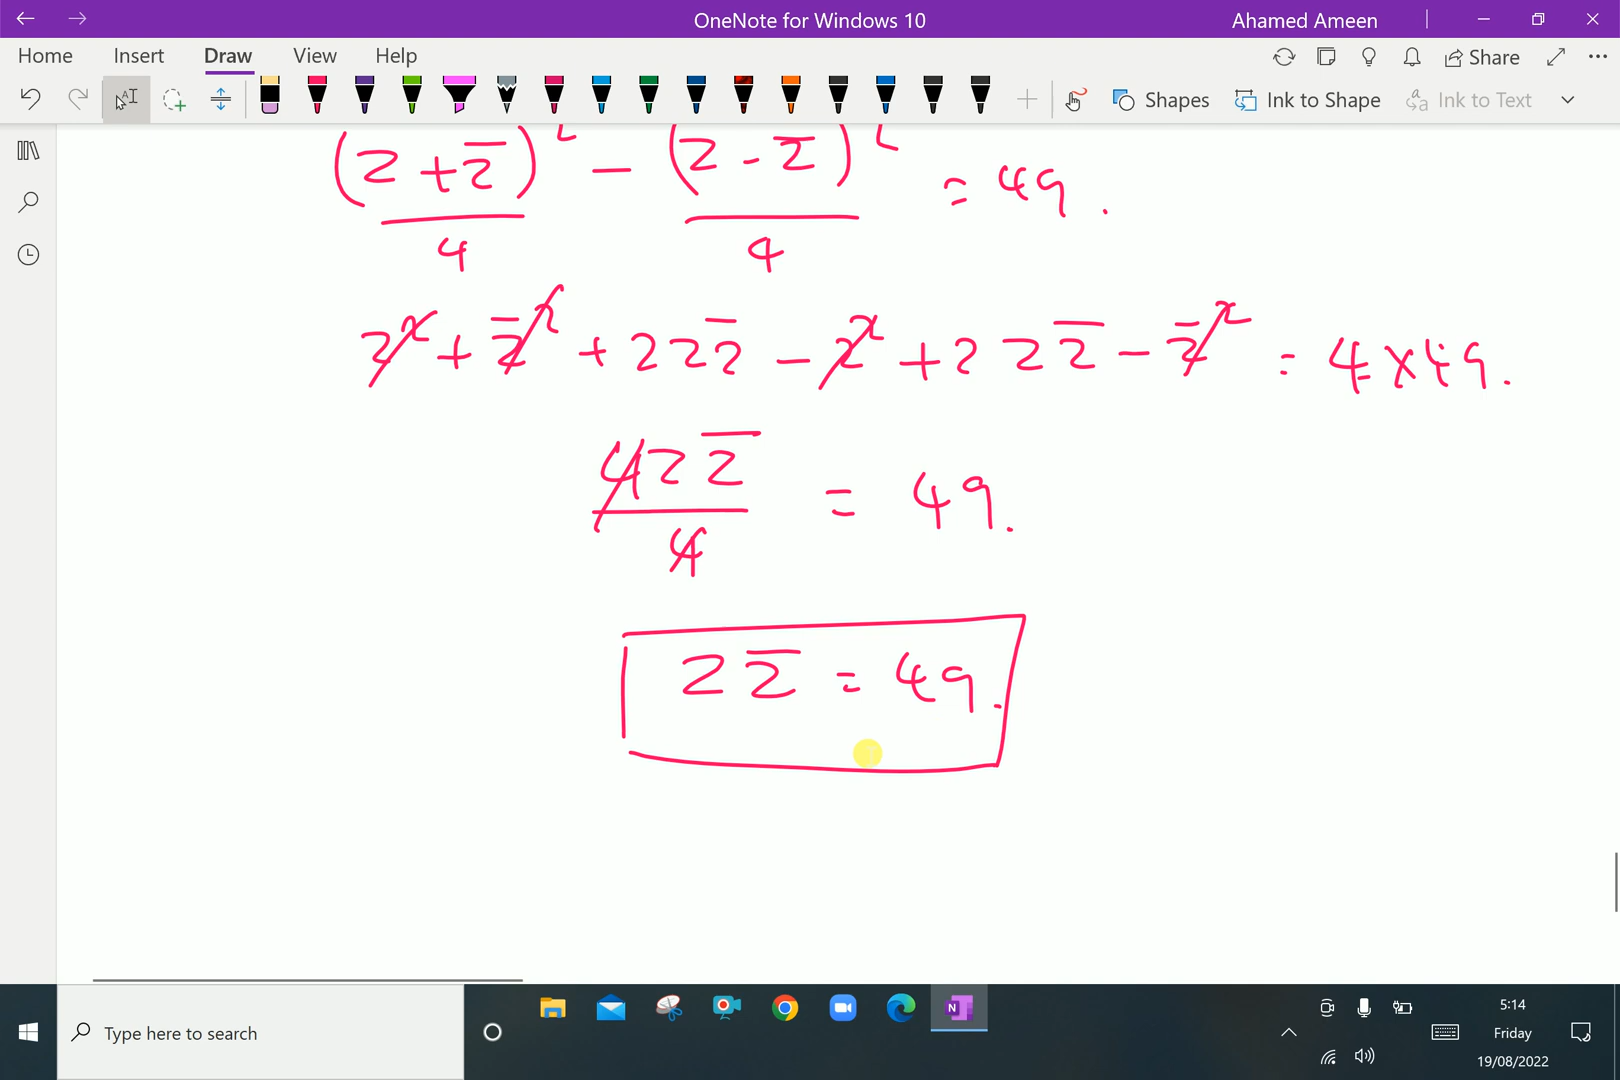 OneNote for Windows 10
Ahamed Ameen
Home Insert Draw View Help
Share
Shapes Ink to Shape Ink to Text
(z + z̄)² − (z - z̄)² = 49.
4 4
z² + z̄² + 2zz̄ − z² + 2zz̄ − z̄² = 4×49.
4zz̄ = 49.
4
zz̄ = 49.
Type here to search
5:14
Friday
19/08/2022